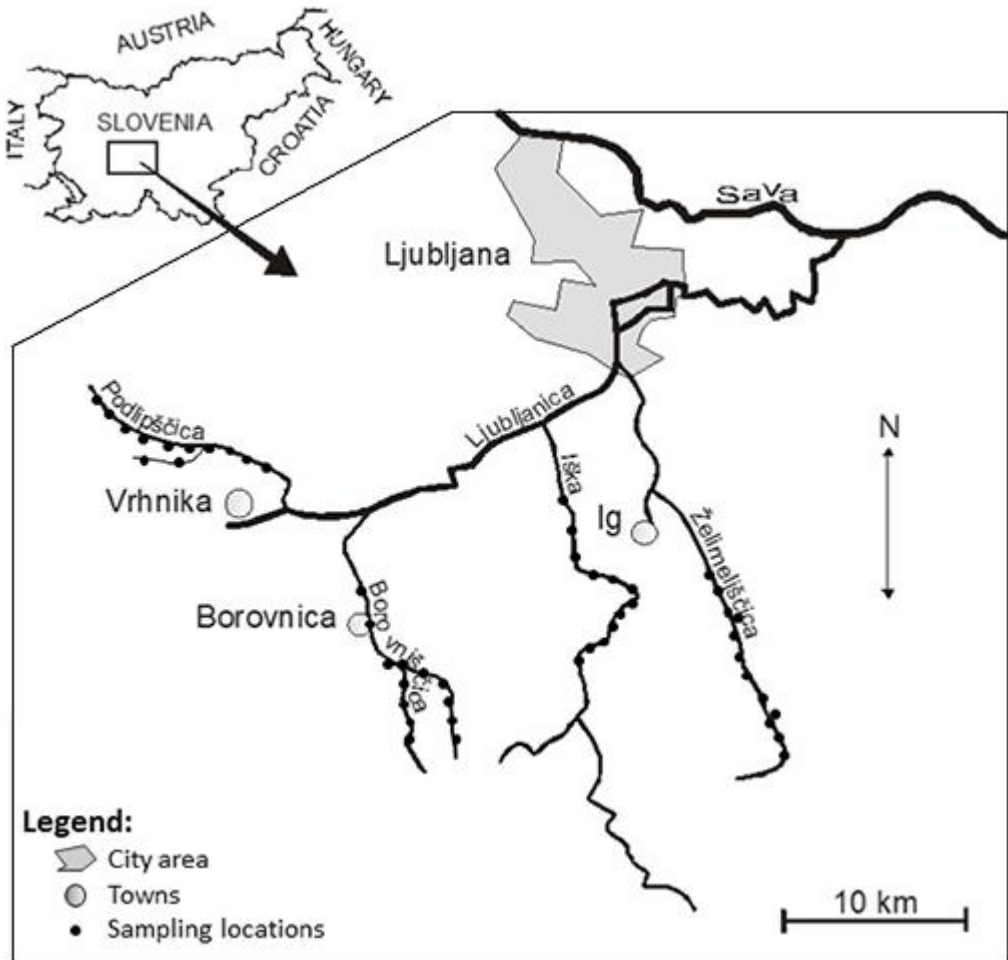 AUSTRIA
HUNGARY
ITALY
SLOVENIA
CROATIA
Sava
Ljubljana
Podlipščica
Ljubljanica
N
Vrhnika
Iška
Ig
Želimeljščica
Borovnica
Borovniščica
Legend:
City area
Towns
Sampling locations
10 km